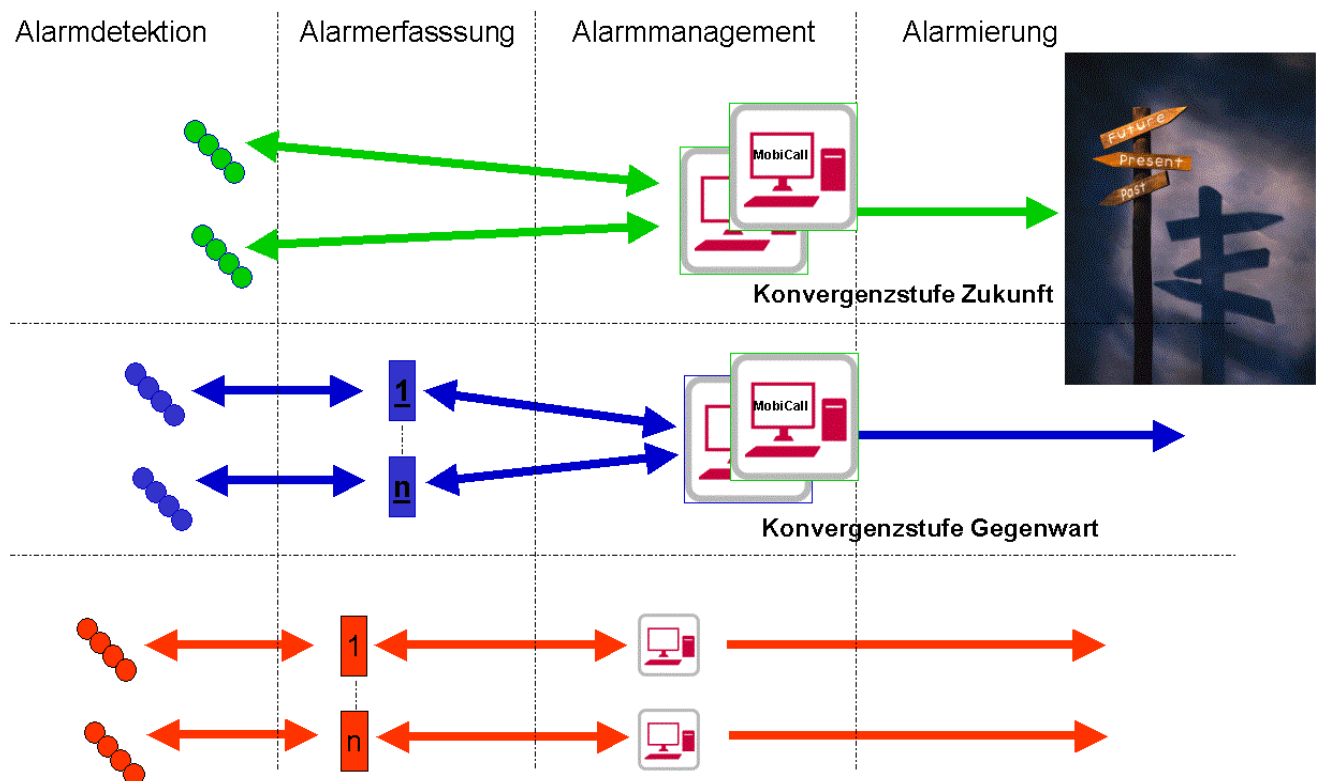 Alarmdetektion
Alarmerfasssung
Alarmmanagement
Alarmierung
Future
Present
Past
MobiCall
Konvergenzstufe Zukunft
1
MobiCall
n
Konvergenzstufe Gegenwart
1
n